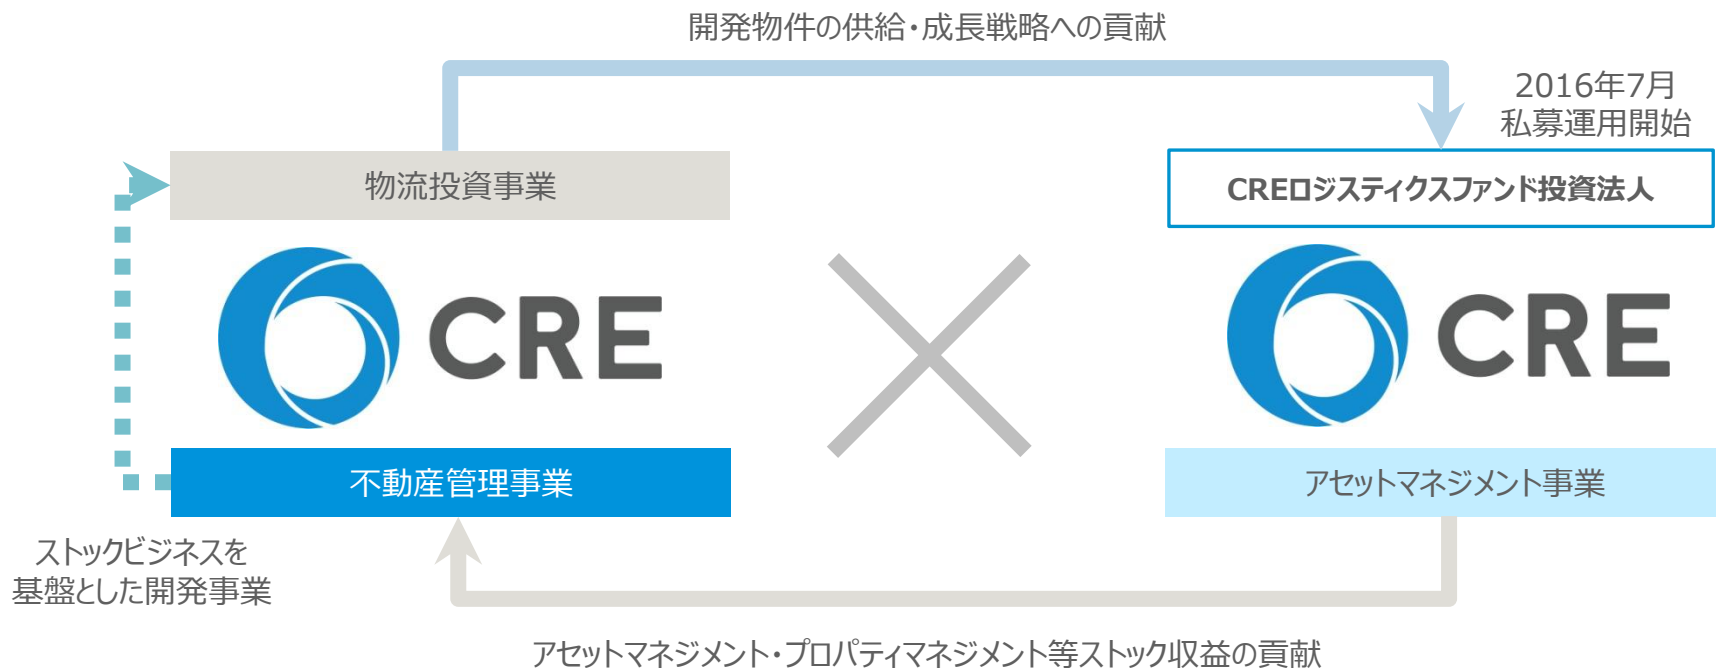 開発物件の供給・成長戦略への貢献
2016年7月
私募運用開始
物流投資事業
CREロジスティクスファンド投資法人
CRE
CRE
不動産管理事業
アセットマネジメント事業
ストックビジネスを
基盤とした開発事業
アセットマネジメント・プロパティマネジメント等ストック収益の貢献